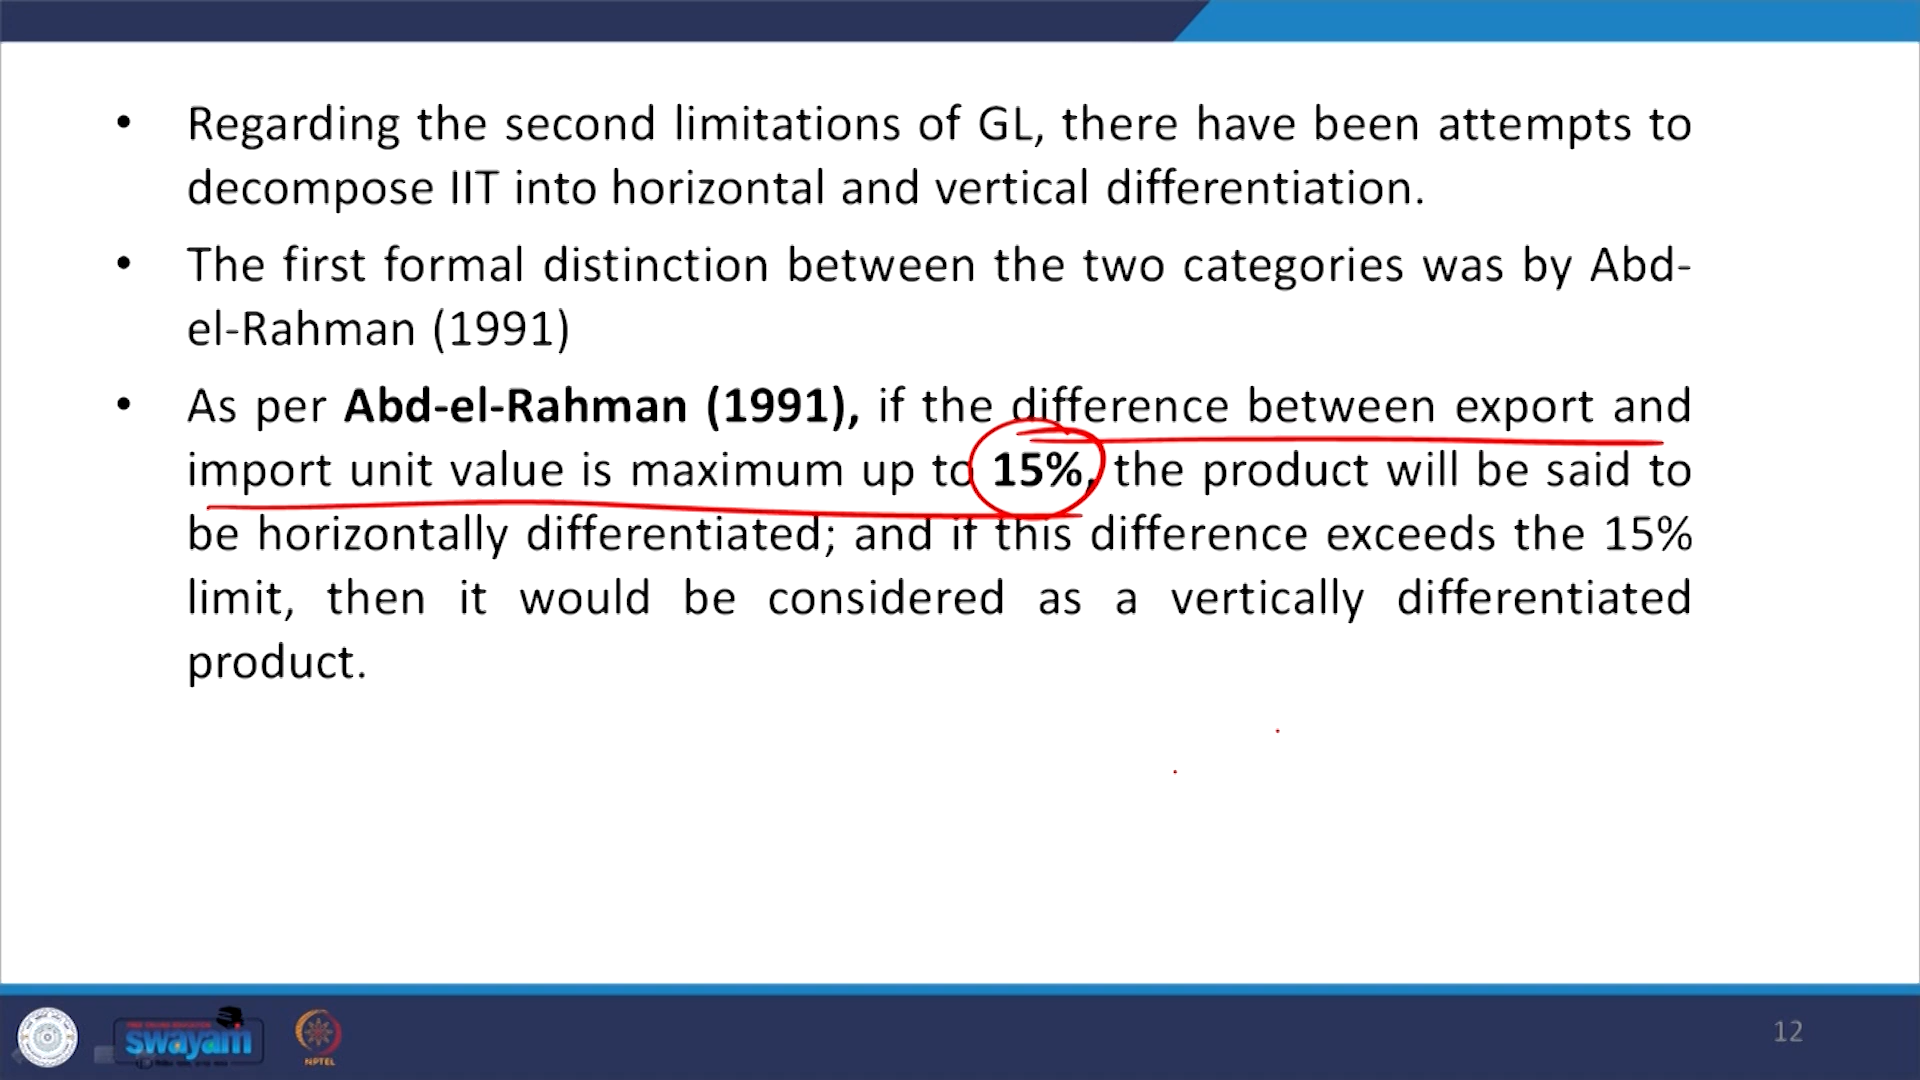 • Regarding the second limitations of GL, there have been attempts to
decompose IIT into horizontal and vertical differentiation.
• The first formal distinction between the two categories was by Abd-
el-Rahman (1991)
• As per Abd-el-Rahman (1991), if the difference between export and
import unit value is maximum up to 15%, the product will be said to
be horizontally differentiated; and if this difference exceeds the 15%
limit, then it would be considered as a vertically differentiated
product.
swayam
NPTEL
12